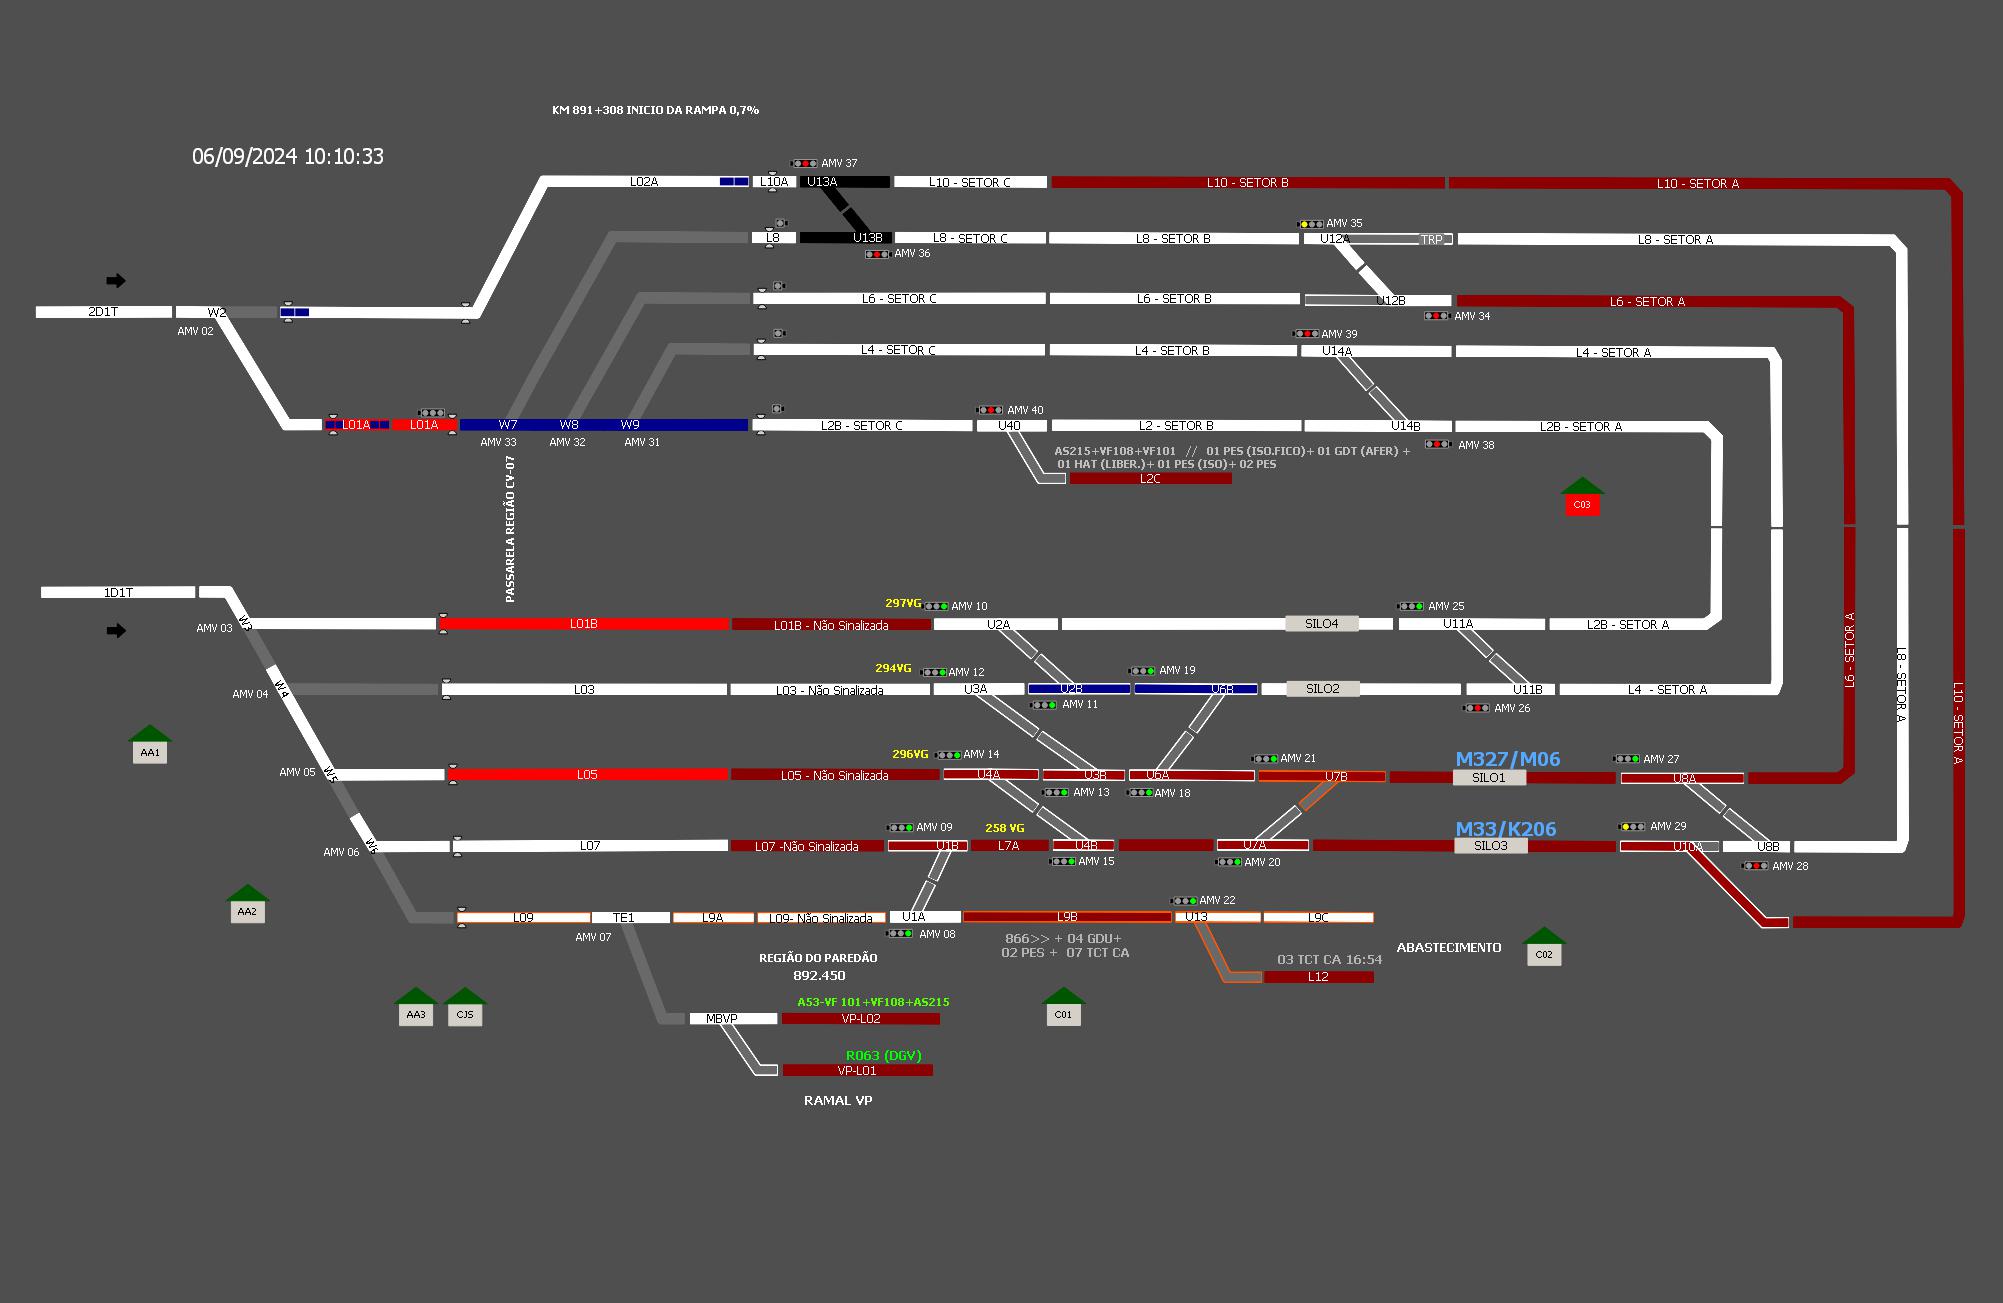 KM 891+308 INICIO DA RAMPA 0,7%
06/09/2024 10:10:33
AMV 37
L02A
L10A
U13A
L10 - SETOR C
L10 - SETOR B
L10 - SETOR A
AMV 35
L8
U13B
L8 - SETOR C
L8 - SETOR B
U12A
TRP
L8 - SETOR A
AMV 36
L6 - SETOR C
L6 - SETOR B
U12B
L6 - SETOR A
2D1T
W2
AMV 34
AMV 02
AMV 39
L4 - SETOR C
L4 - SETOR B
U14A
L4 - SETOR A
AMV 40
L01A
L01A
W7
W8
W9
L2B - SETOR C
U40
L2 - SETOR B
U14B
L2B - SETOR A
AMV 33
AMV 32
AMV 31
AMV 38
AS215+VF108+VF101 // 01 PES (ISO.FICO)+ 01 GDT (AFER) +
01 HAT (LIBER.)+ 01 PES (ISO)+ 02 PES
L2C
C03
PASSARELA REGIÃO CV-07
1D1T
297VG
AMV 10
AMV 25
W3
AMV 03
L01B
L01B - Não Sinalizada
U2A
SILO4
U11A
L2B - SETOR A
294VG
AMV 12
AMV 19
W4
AMV 04
L03
L03 - Não Sinalizada
U3A
U2B
U6B
SILO2
U11B
L4 - SETOR A
AMV 11
AMV 26
L6 - SETOR A
L8 - SETOR A
L10 - SETOR A
AA1
296VG
AMV 14
AMV 21
M327/M06
AMV 27
AMV 05
W5
L05
L05 - Não Sinalizada
U4A
U3B
U6A
U7B
SILO1
U8A
AMV 13
AMV 18
AMV 09
258 VG
M33/K206
AMV 29
AMV 06
L07
L07 -Não Sinalizada
U1B
L7A
U4B
U7A
SILO3
U10A
U8B
AMV 15
AMV 20
AMV 28
AA2
AMV 22
L09
TE1
L9A
L09- Não Sinalizada
U1A
L9B
U13
L9C
AMV 07
AMV 08
866>> + 04 GDU+
02 PES + 07 TCT CA
ABASTECIMENTO
C02
REGIÃO DO PAREDÃO
892.450
03 TCT CA 16:54
L12
AA3
CJS
A53-VF 101+VF108+AS215
C01
MBVP
VP-L02
R063 (DGV)
VP-L01
RAMAL VP